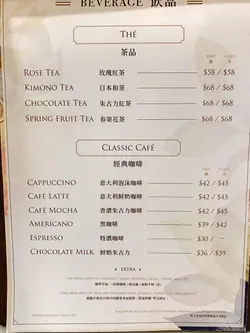 BEVERAGE 飲品
THÉ
茶品
ROSE TEA 玫瑰紅茶 $58 / $58
KIMONO TEA 日本和茶 $68 / $68
CHOCOLATE TEA 朱古力紅茶 $68 / $68
SPRING FRUIT TEA 春果花茶 $68 / $68
CLASSIC CAFÉ
經典咖啡
CAPPUCCINO 意大利泡沫咖啡 $42 / $45
CAFÉ LATTE 意大利鮮奶咖啡 $42 / $45
CAFÉ MOCHA 香濃朱古力咖啡 $42 / $45
AMERICANO 黑咖啡 $39 / $42
ESPRESSO 特濃咖啡 $30 / -
CHOCOLATE MILK 鮮奶朱古力 $36 / $39
EXTRA